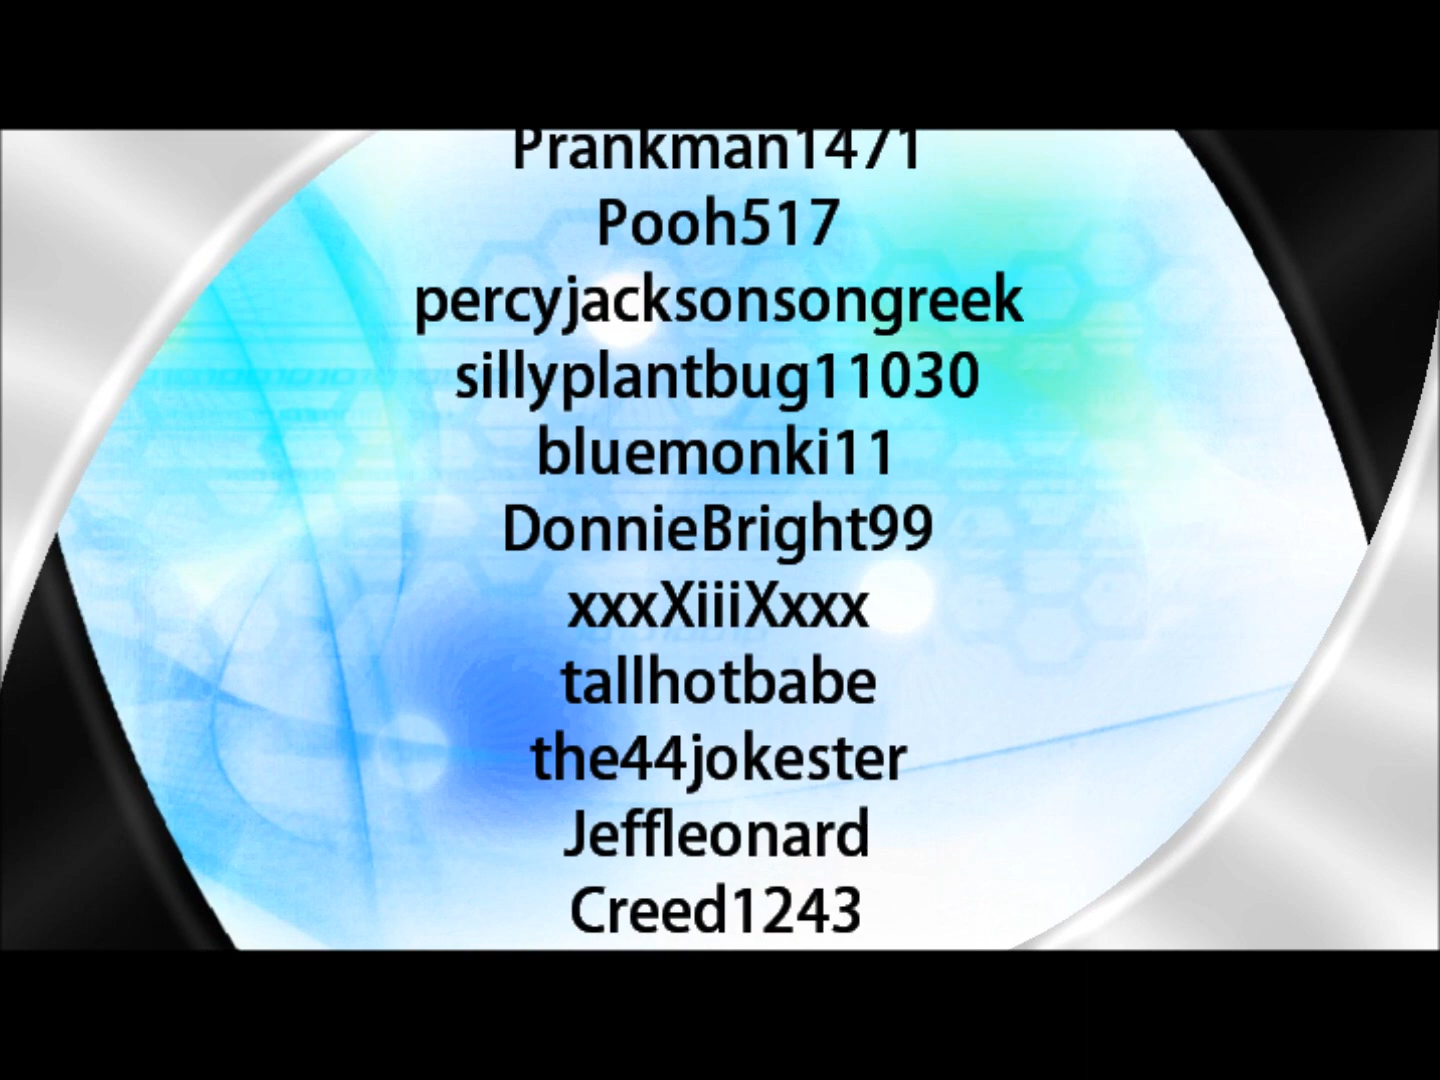 Prankman1471
Pooh517
percyjacksonsongreek
sillyplantbug11030
bluemonki11
DonnieBright99
xxxXiiiXxxx
tallhotbabe
the44jokester
Jeffleonard
Creed1243